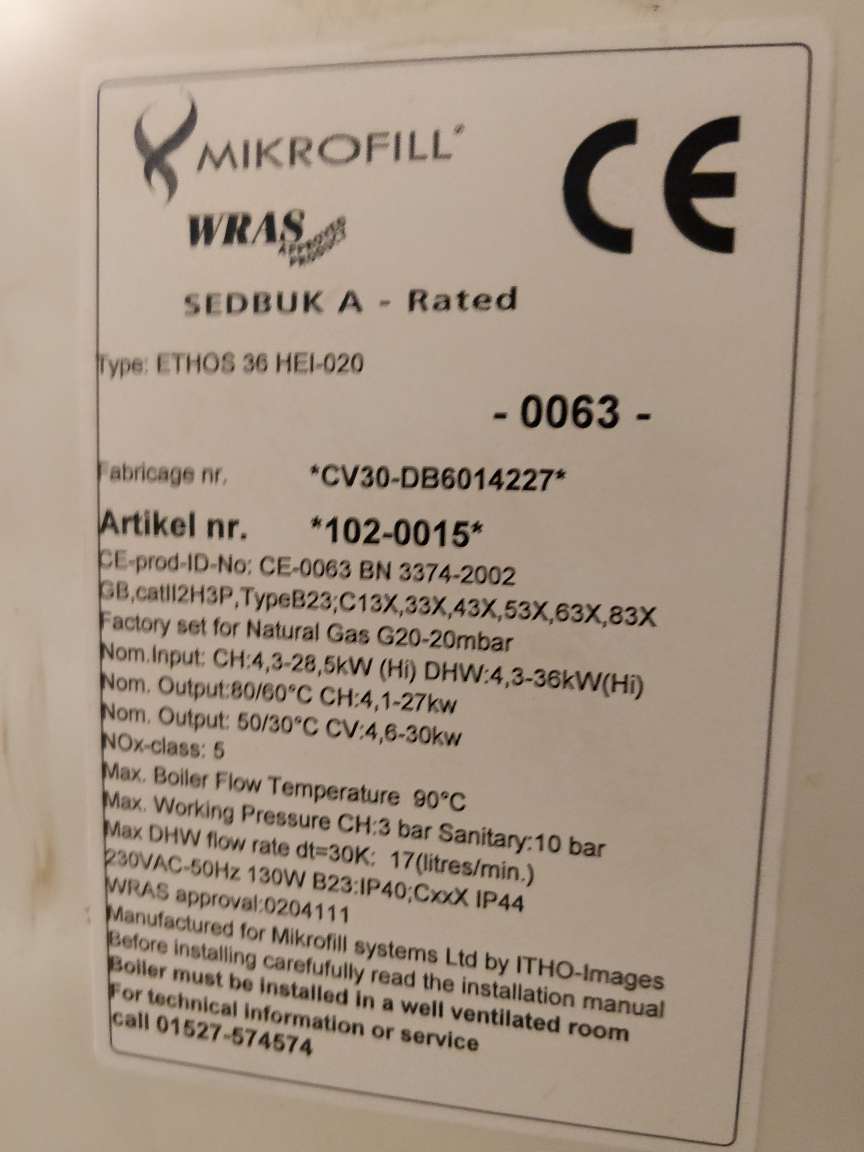 MIKROFILL®
CE
WRAS
APPROVED
PRODUCT
SEDBUK A - Rated
Type: ETHOS 36 HEI-020
- 0063 -
Fabricage nr. *CV30-DB6014227*
Artikel nr. *102-0015*
CE-prod-ID-No: CE-0063 BN 3374-2002
GB,catII2H3P,TypeB23;C13X,33X,43X,53X,63X,83X
Factory set for Natural Gas G20-20mbar
Nom.Input: CH:4,3-28,5kW (Hi) DHW:4,3-36kW(Hi)
Nom. Output:80/60°C CH:4,1-27kw
Nom. Output: 50/30°C CV:4,6-30kw
NOx-class: 5
Max. Boiler Flow Temperature 90°C
Max. Working Pressure CH:3 bar Sanitary:10 bar
Max DHW flow rate dt=30K: 17(litres/min.)
230VAC-50Hz 130W B23:IP40;CxxX IP44
WRAS approval:0204111
Manufactured for Mikrofill systems Ltd by ITHO-Images
Before installing carefufully read the installation manual
Boiler must be installed in a well ventilated room
For technical information or service
call 01527-574574